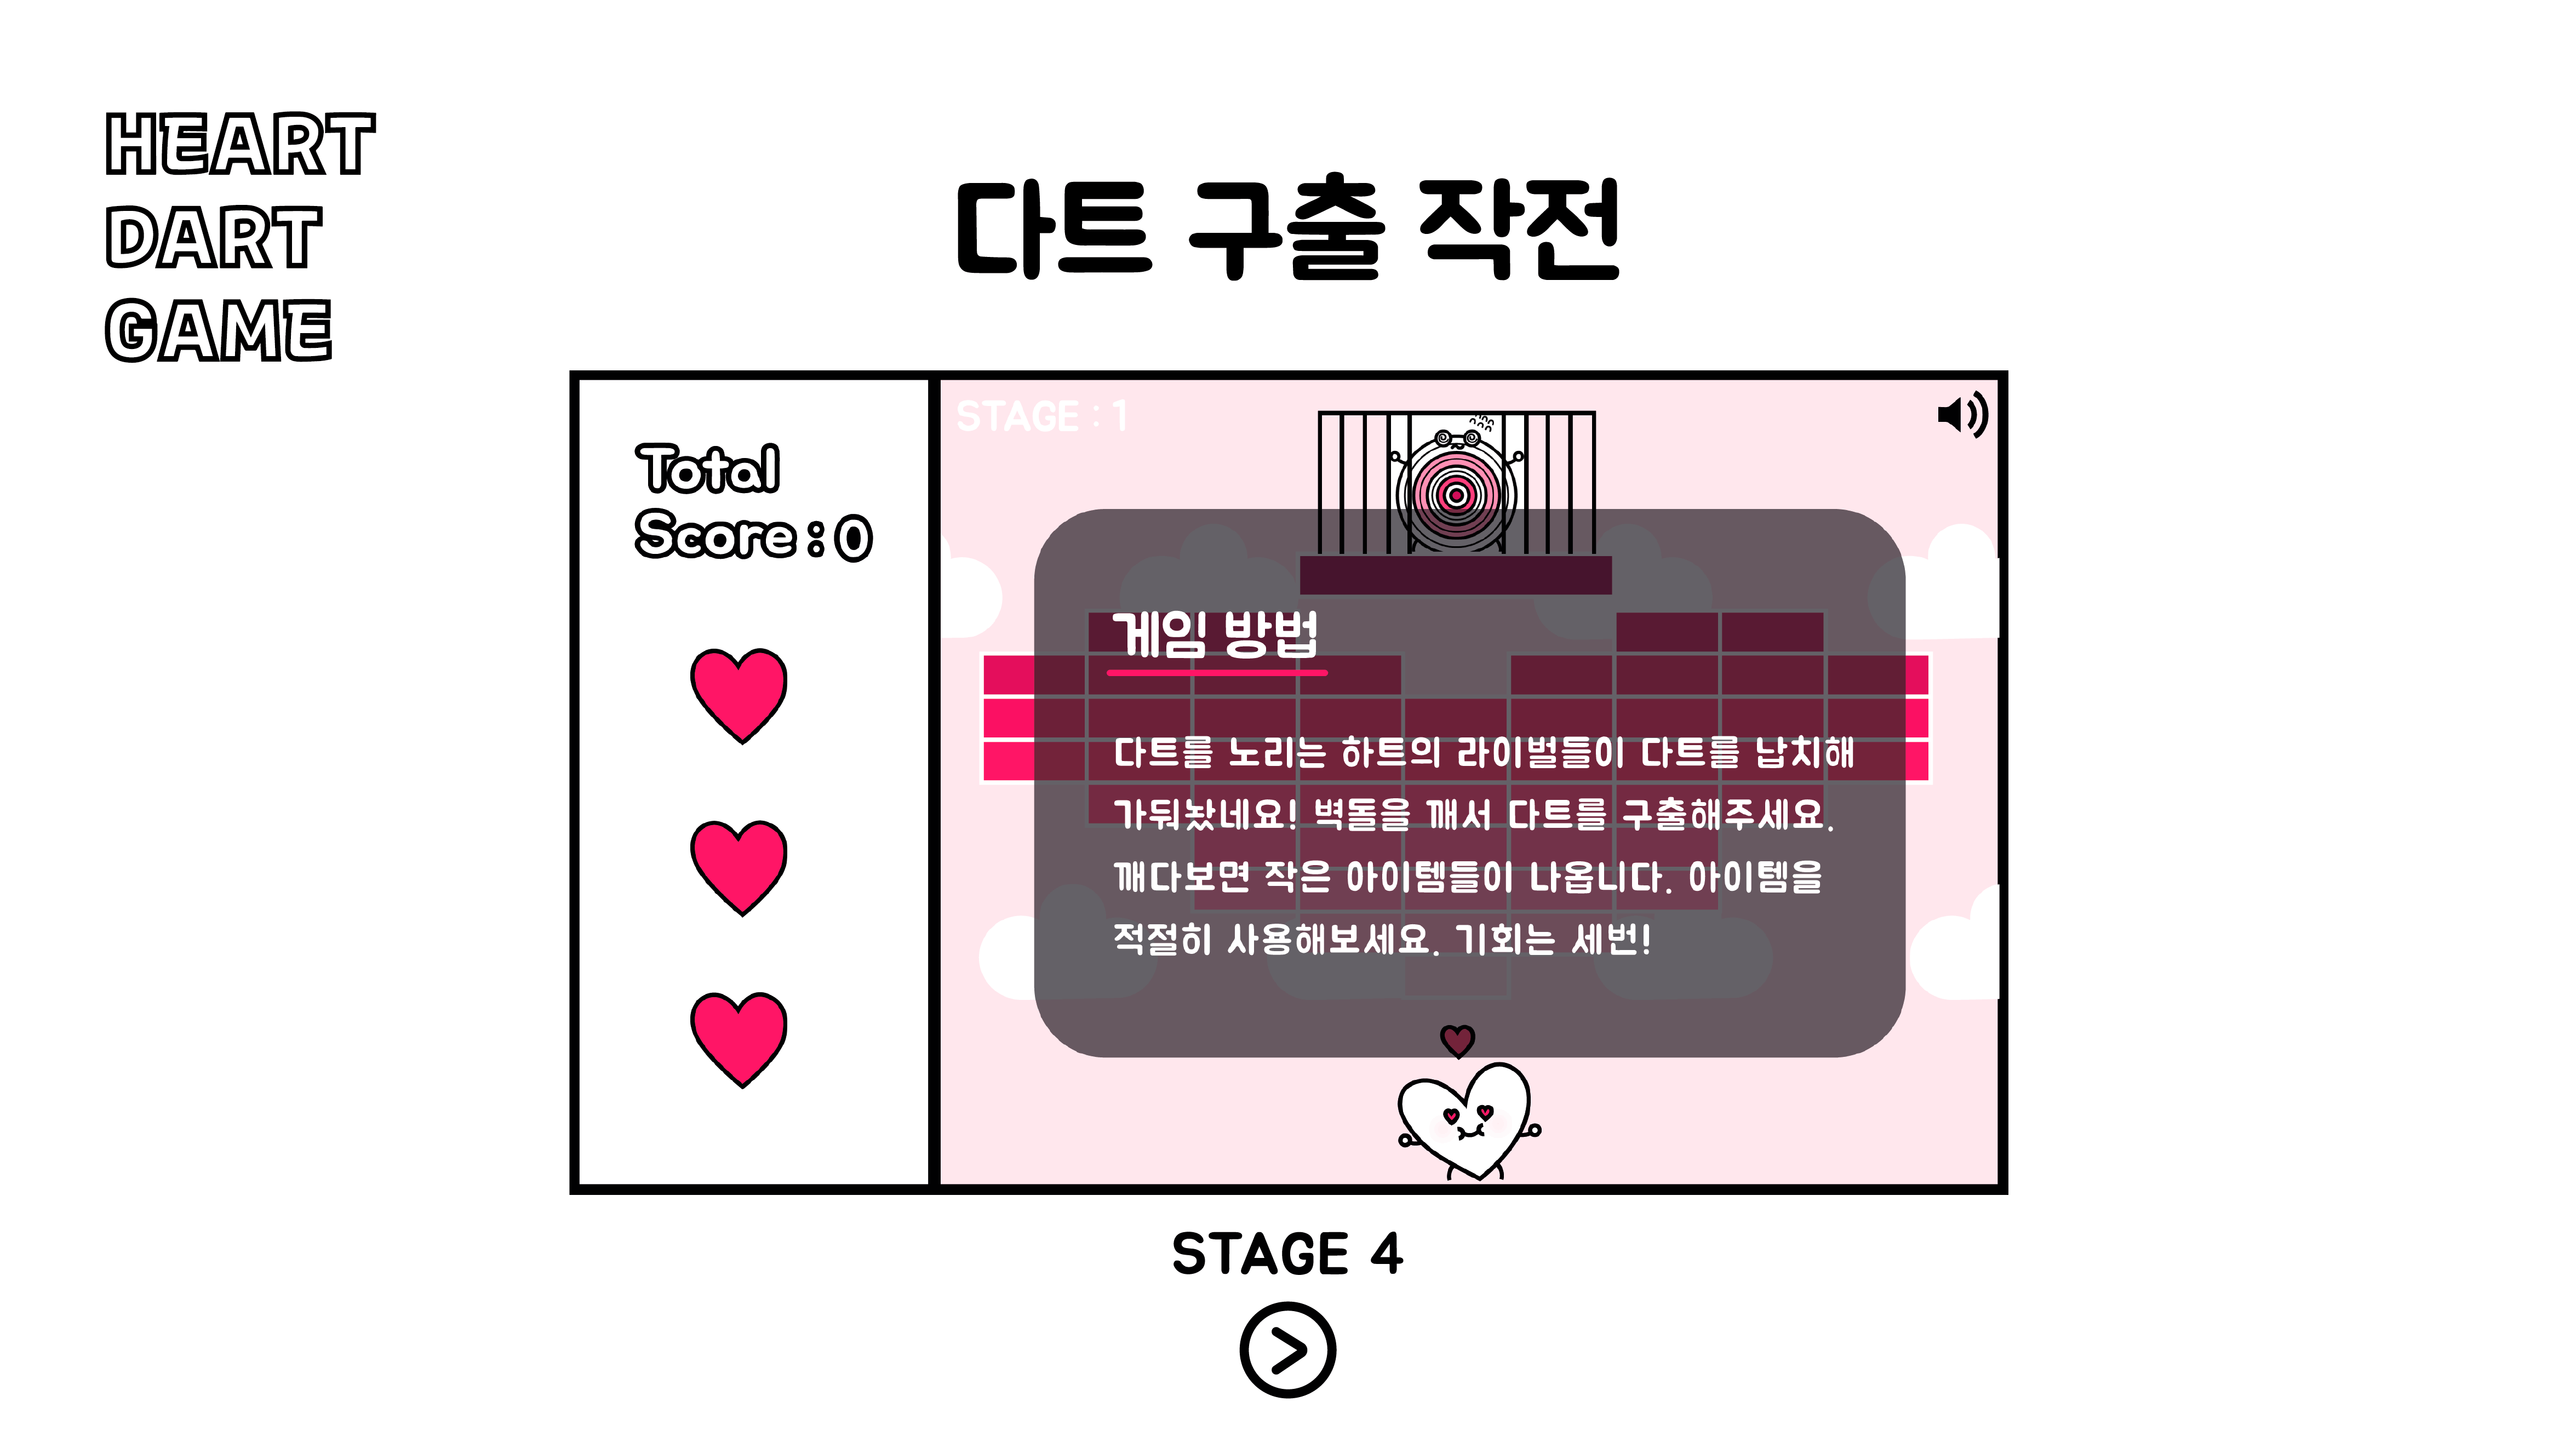 HEART
DART
GAME
다트 구출 작전
STAGE : 1
Total
Score : 0
게임 방법
다트를 노리는 하트의 라이벌들이 다트를 납치해
가둬놨네요! 벽돌을 깨서 다트를 구출해주세요.
깨다보면 작은 아이템들이 나옵니다. 아이템을
적절히 사용해보세요. 기회는 세번!
STAGE 4